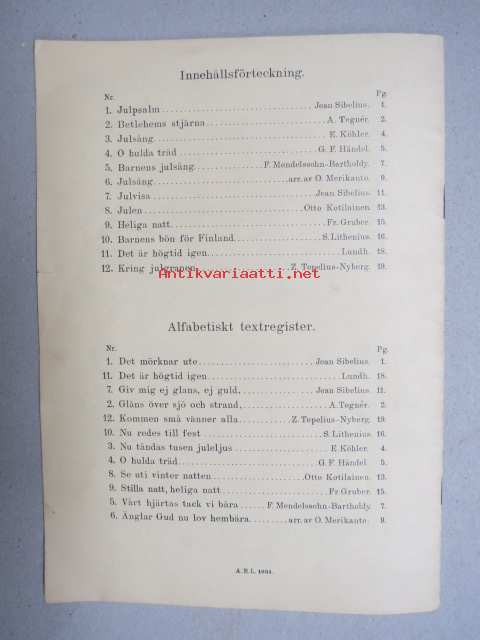 Innehållsförteckning.
Nr. Pg.
1. Julpsalm Jean Sibelius. 1.
2. Betlehems stjärna A. Tegnér. 2.
3. Julsång E. Köhler. 4.
4. O hulda träd G. F. Händel. 5.
5. Barnens julsång F. Mendelssohn-Bartholdy. 7.
6. Julsång arr. av O. Merikanto. 9.
7. Julvisa Jean Sibelius. 11.
8. Julen Otto Kotilainen. 13.
9. Heliga natt Fr. Gruber. 15.
10. Barnens bön för Finland S. Lithenius. 16.
11. Det är högtid igen Lundh. 18.
12. Kring julgranen Z. Topelius-Nyberg. 19.
Antikvariaatti.net
Alfabetiskt textregister.
Nr. Pg.
1. Det mörknar ute Jean Sibelius. 1.
11. Det är högtid igen Lundh. 18.
7. Giv mig ej glans, ej guld, Jean Sibelius. 11.
2. Gläns över sjö och strand, A. Tegnér. 2.
12. Kommen små vänner alla Z. Topelius-Nyberg. 19.
10. Nu redes till fest S. Lithenius. 16.
3. Nu tändas tusen juleljus E. Köhler. 4.
4. O hulda träd G. F. Händel. 5.
8. Se uti vinter natten Otto Kotilainen. 13.
9. Stilla natt, heliga natt Fr. Gruber. 15.
5. Vårt hjärtas tack vi bära F. Mendelssohn-Bartholdy. 7.
6. Änglar Gud nu lov hembära arr. av O. Merikanto. 9.